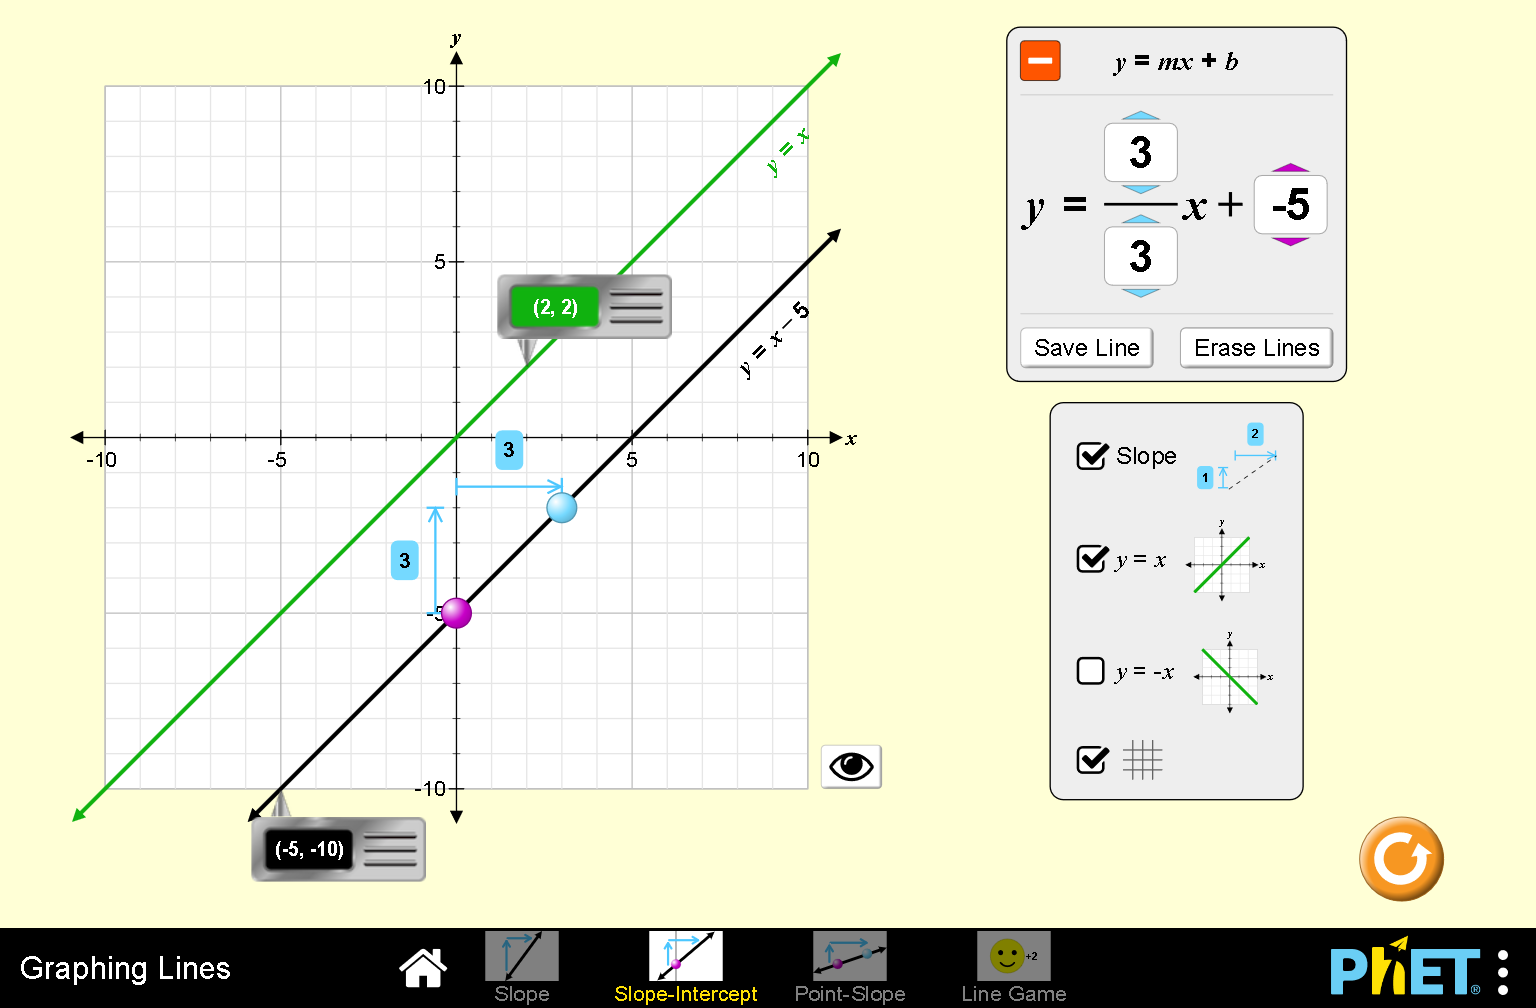 y
10
5
-5
-10
-10
-5
5
10
x
y = x
y = x − 5
(2, 2)
(-5, -10)
3
3
y = mx + b
y = 3/3 x + -5
Save Line
Erase Lines
Slope
2
1
y = x
y
x
y = -x
y
x
Graphing Lines
Slope
Slope-Intercept
Point-Slope
+2
Line Game
PhET®